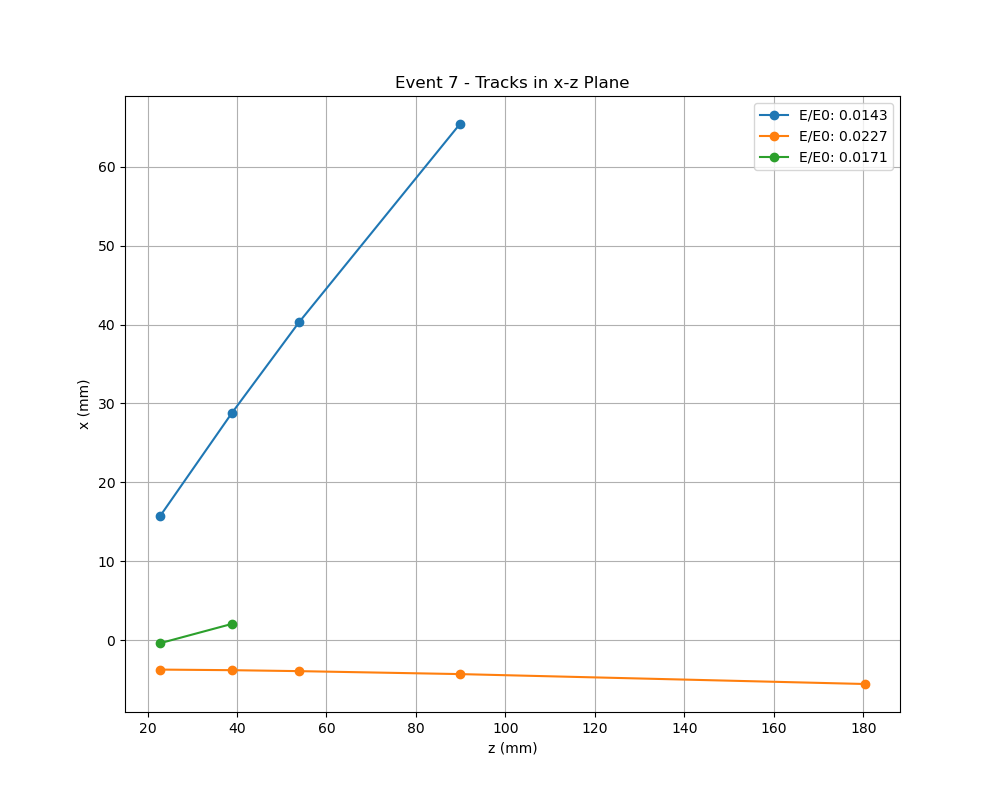 Event 7 - Tracks in x-z Plane
E/E0: 0.0143
E/E0: 0.0227
E/E0: 0.0171
60
50
40
30
20
10
0
x (mm)
20 40 60 80 100 120 140 160 180
z (mm)